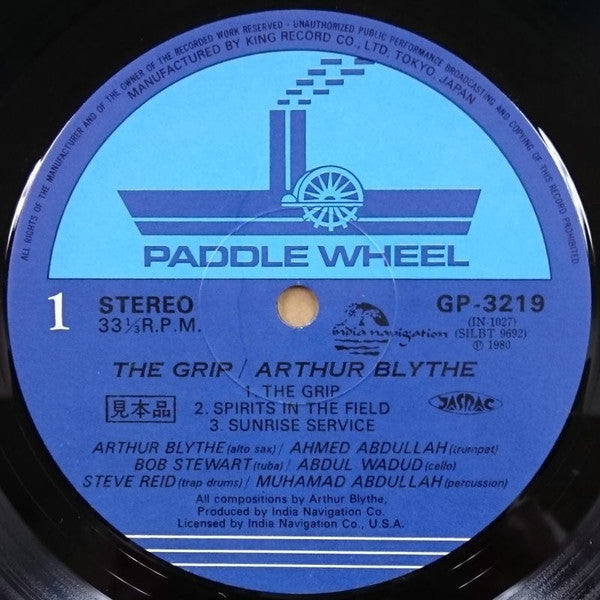 ALL RIGHTS OF THE MANUFACTURER AND OF THE OWNER OF THE RECORDED WORK RESERVED - UNAUTHORIZED PUBLIC PERFORMANCE BROADCASTING AND COPYING OF THIS RECORD PROHIBITED
MANUFACTURED BY KING RECORD CO., LTD. TOKYO, JAPAN
PADDLE WHEEL
1
STEREO
33⅓R.P.M.
india navigation
GP-3219
(IN-1027)
(SILBT 9692)
℗ 1980
THE GRIP / ARTHUR BLYTHE
1. THE GRIP
2. SPIRITS IN THE FIELD
3. SUNRISE SERVICE
見本品
JASRAC
ARTHUR BLYTHE (alto sax) / AHMED ABDULLAH (trumpet)
BOB STEWART (tuba) / ABDUL WADUD (cello)
STEVE REID (trap drums) / MUHAMAD ABDULLAH (percussion)
All compositions by Arthur Blythe,
Produced by India Navigation Co.,
Licensed by India Navigation Co., U.S.A.